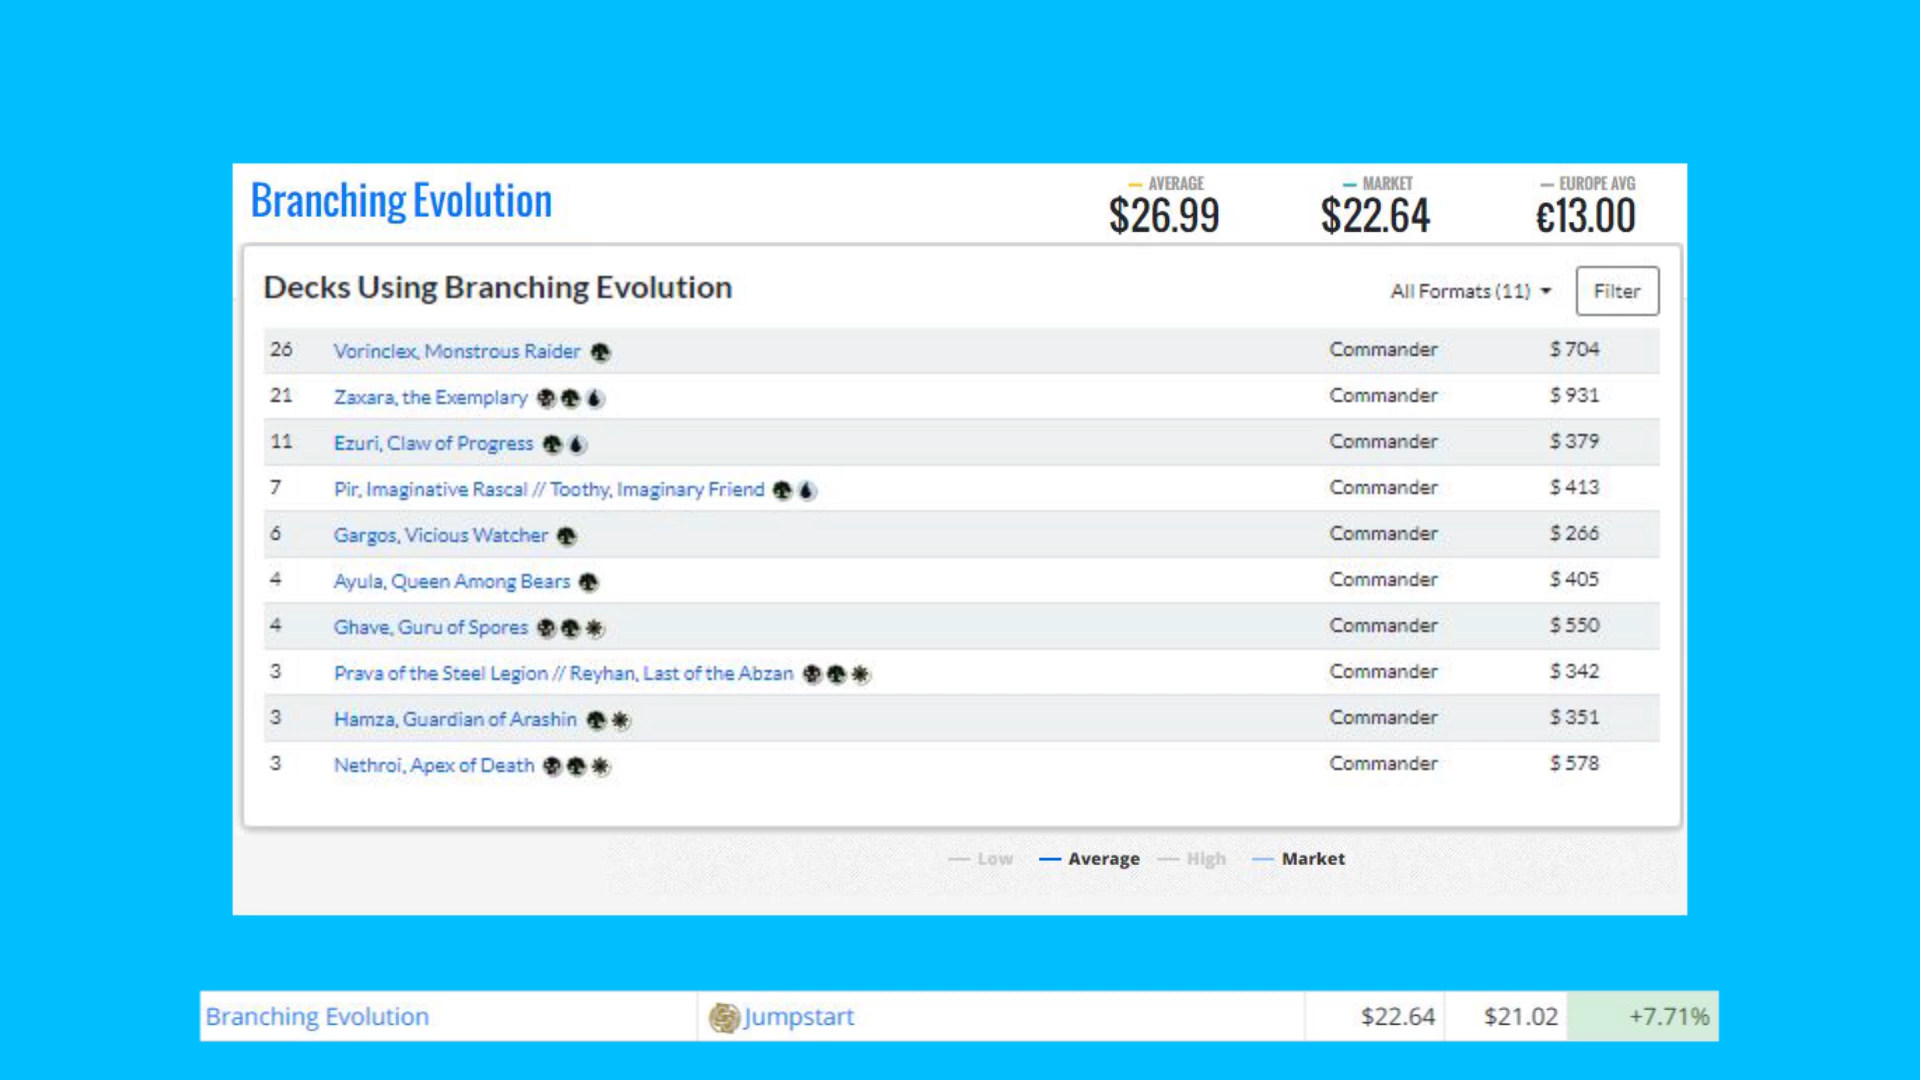 Branching Evolution
AVERAGE
$26.99
MARKET
$22.64
EUROPE AVG
€13.00
Decks Using Branching Evolution
All Formats (11)
Filter
26 Vorinclex, Monstrous Raider Commander $ 704
21 Zaxara, the Exemplary Commander $ 931
11 Ezuri, Claw of Progress Commander $ 379
7 Pir, Imaginative Rascal // Toothy, Imaginary Friend Commander $ 413
6 Gargos, Vicious Watcher Commander $ 266
4 Ayula, Queen Among Bears Commander $ 405
4 Ghave, Guru of Spores Commander $ 550
3 Prava of the Steel Legion // Reyhan, Last of the Abzan Commander $ 342
3 Hamza, Guardian of Arashin Commander $ 351
3 Nethroi, Apex of Death Commander $ 578
Low Average High Market
Branching Evolution Jumpstart $22.64 $21.02 +7.71%